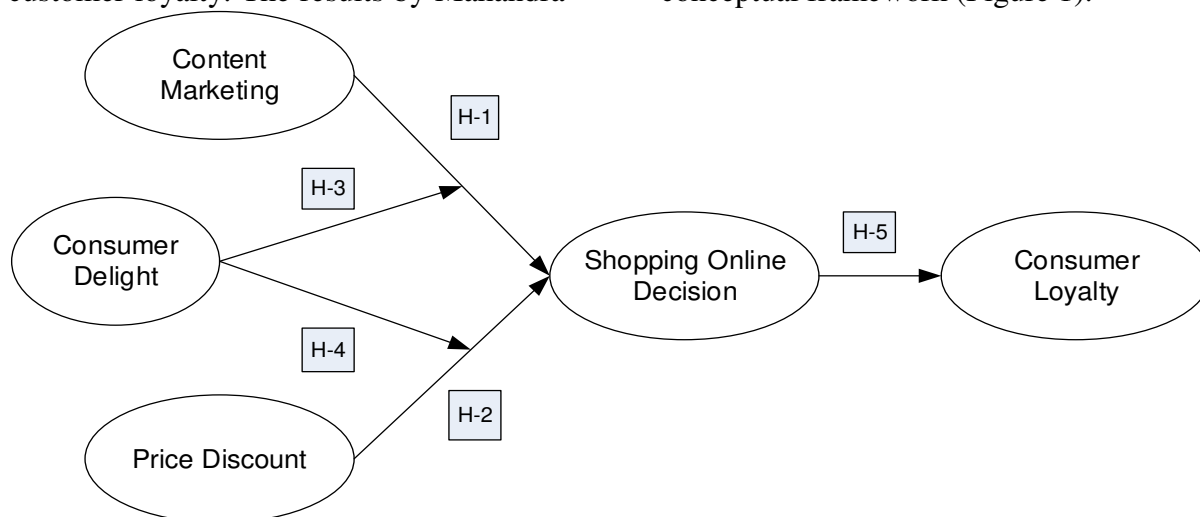 customer loyalty. The results by
conceptual framework (Figure 1).
Content
Marketing
H-1
H-3
Consumer
Delight
Shopping Online
Decision
H-5
Consumer
Loyalty
H-4
H-2
Price Discount